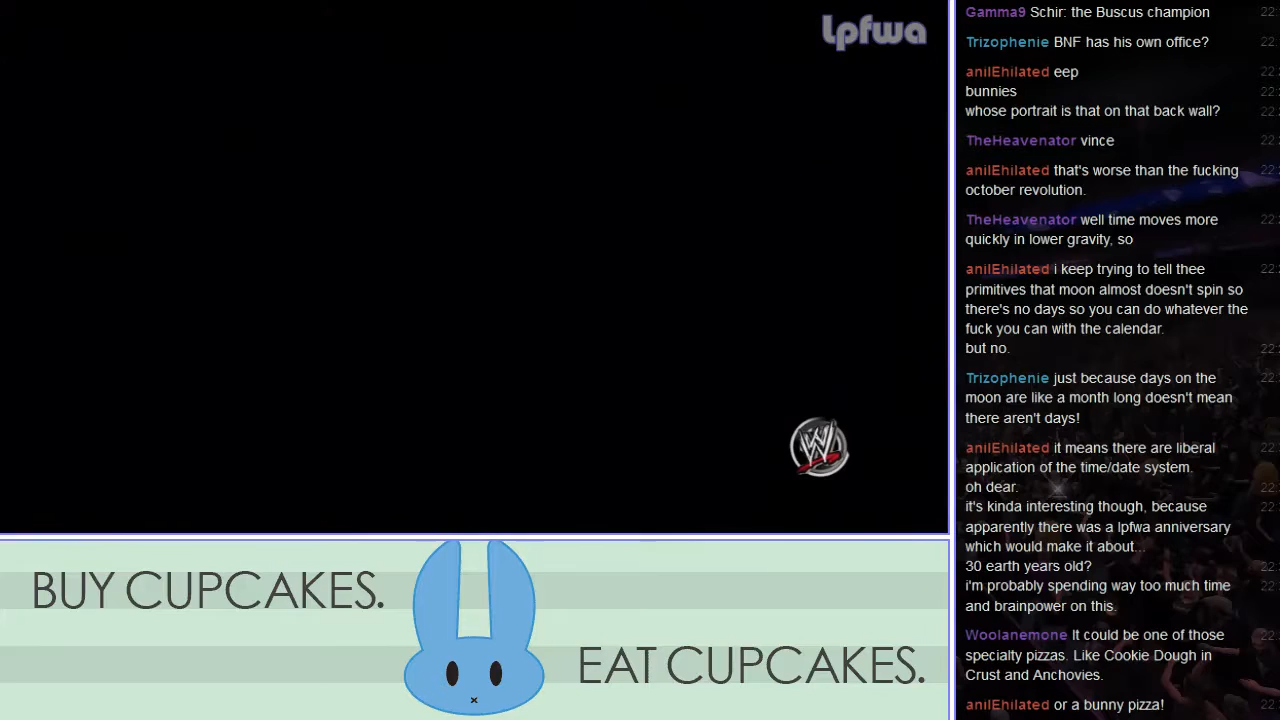 lpfwa
W
BUY CUPCAKES.
EAT CUPCAKES.
Gamma9 Schir: the Buscus champion
Trizophenie BNF has his own office?
anilEhilated eep
bunnies
whose portrait is that on that back wall?
TheHeavenator vince
anilEhilated that's worse than the fucking
october revolution.
TheHeavenator well time moves more
quickly in lower gravity, so
anilEhilated i keep trying to tell thee
primitives that moon almost doesn't spin so
there's no days so you can do whatever the
fuck you can with the calendar.
but no.
Trizophenie just because days on the
moon are like a month long doesn't mean
there aren't days!
anilEhilated it means there are liberal
application of the time/date system.
oh dear.
it's kinda interesting though, because
apparently there was a lpfwa anniversary
which would make it about...
30 earth years old?
i'm probably spending way too much time
and brainpower on this.
Woolanemone It could be one of those
specialty pizzas. Like Cookie Dough in
Crust and Anchovies.
anilEhilated or a bunny pizza!